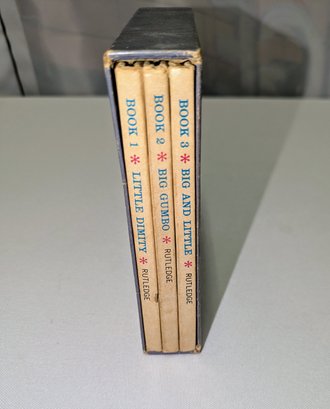 BOOK 1 * LITTLE DIMITY * RUTLEDGE
BOOK 2 * BIG GUMBO * RUTLEDGE
BOOK 3 * BIG AND LITTLE * RUTLEDGE